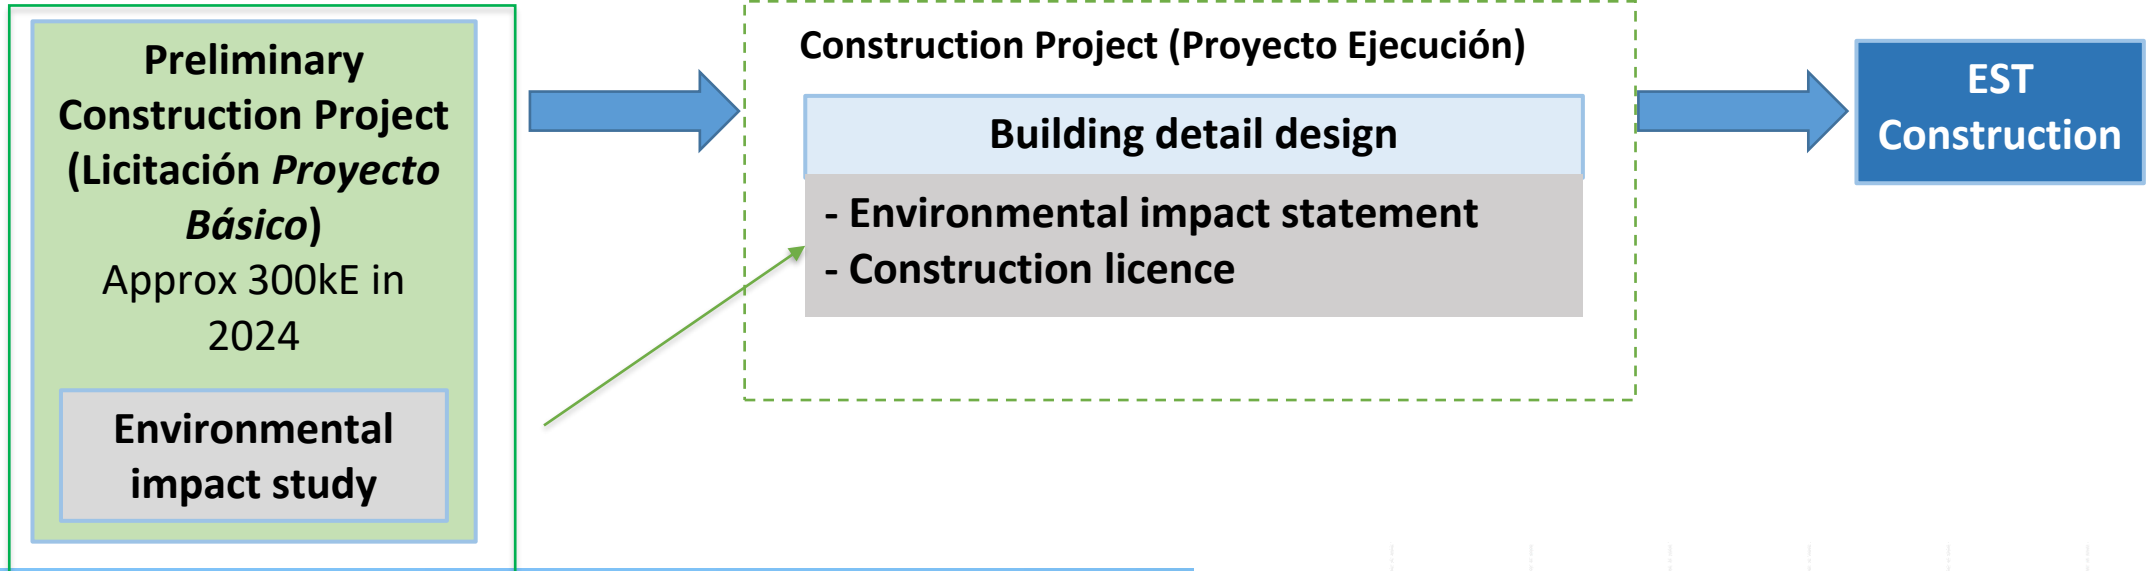 Preliminary
Construction Project
(Licitación Proyecto
Básico)
Approx 300kE in
2024
Environmental
impact study
Construction Project (Proyecto Ejecución)
Building detail design
- Environmental impact statement
- Construction licence
EST
Construction